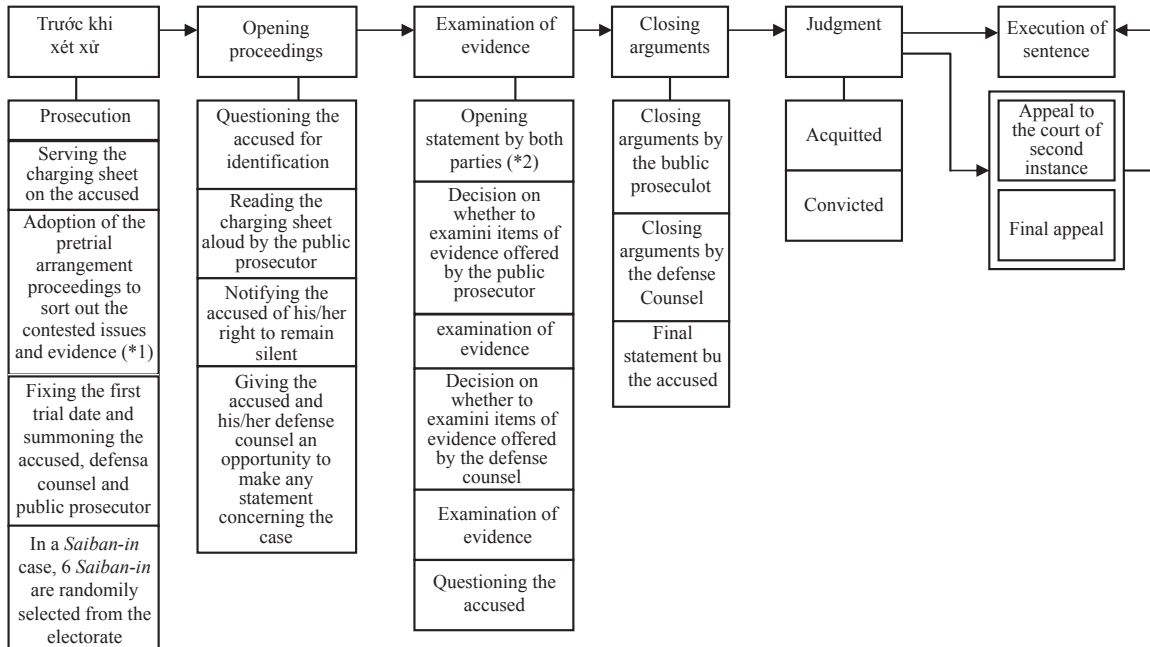 Trước khi
xét xử
Prosecution
Serving the
charging sheet
on the accused
Adoption of the
pretrial
arrangement
proceedings to
sort out the
contested issues
and evidence (*1)
Fixing the first
trial date and
summoning the
accused, defensa
counsel and
public prosecutor
In a Saiban-in
case, 6 Saiban-in
are randomily
selected from the
electorate
Opening
proceedings
Questioning the
accused for
identification
Reading the
charging sheet
aloud by the public
prosecutor
Notifying the
accused of his/her
right to remain
silent
Giving the
accused and
his/her defense
counsel an
opportunity to
make any
statement
concerning the
case
Examination of
evidence
Opening
statement by both
parties (*2)
Decision on
whether to
examini items of
evidence offered
by the public
prosecutor
examination of
evidence
Decision on
whether to
examini items of
evidence offered
by the defense
counsel
Examination of
evidence
Questioning the
accused
Closing
arguments
Closing
arguments by
the bublic
proseculot
Closing
arguments by
the defense
Counsel
Final
statement bu
the accused
Judgment
Acquitted
Convicted
Execution of
sentence
Appeal to
the court of
second
instance
Final appeal